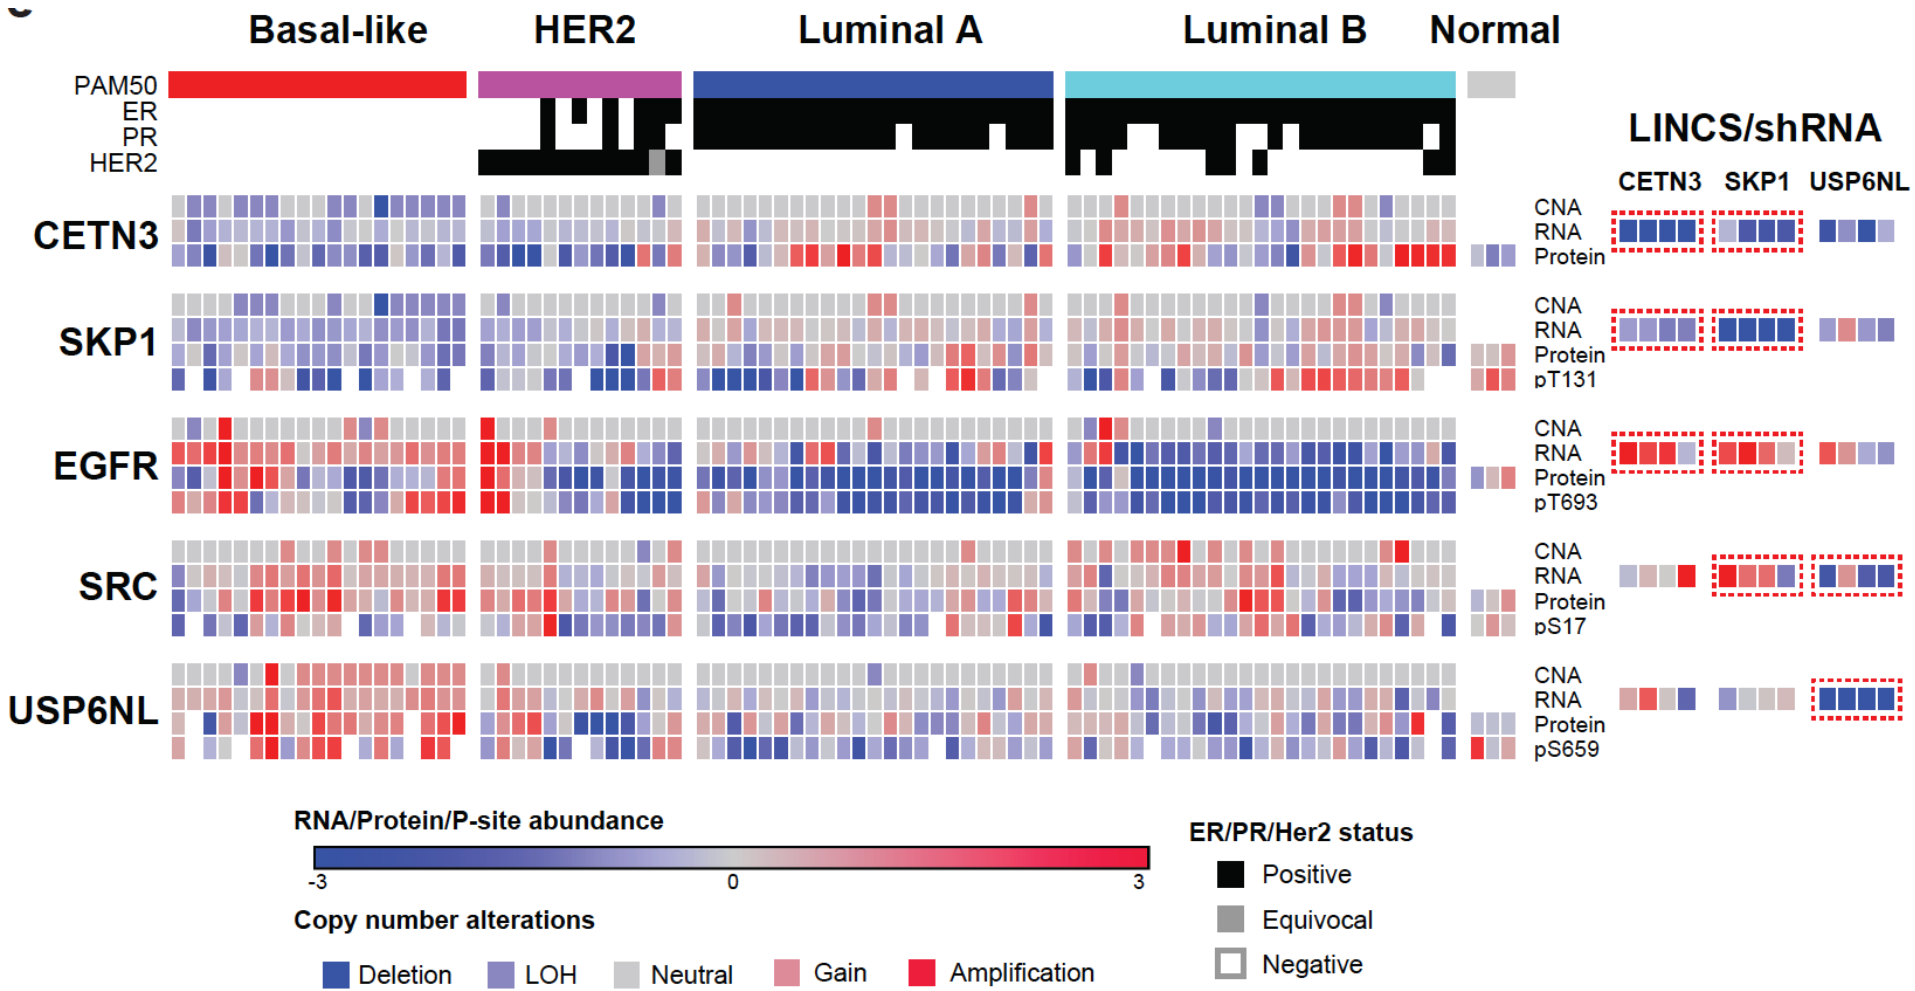 Basal-like HER2 Luminal A Luminal B Normal
PAM50
ER
PR
HER2
LINCS/shRNA
CETN3 SKP1 USP6NL
CETN3
CNA
RNA
Protein
SKP1
CNA
RNA
Protein
pT131
EGFR
CNA
RNA
Protein
pT693
SRC
CNA
RNA
Protein
pS17
USP6NL
CNA
RNA
Protein
pS659
RNA/Protein/P-site abundance
-3 0 3
Copy number alterations
Deletion LOH Neutral Gain Amplification
ER/PR/Her2 status
Positive
Equivocal
Negative